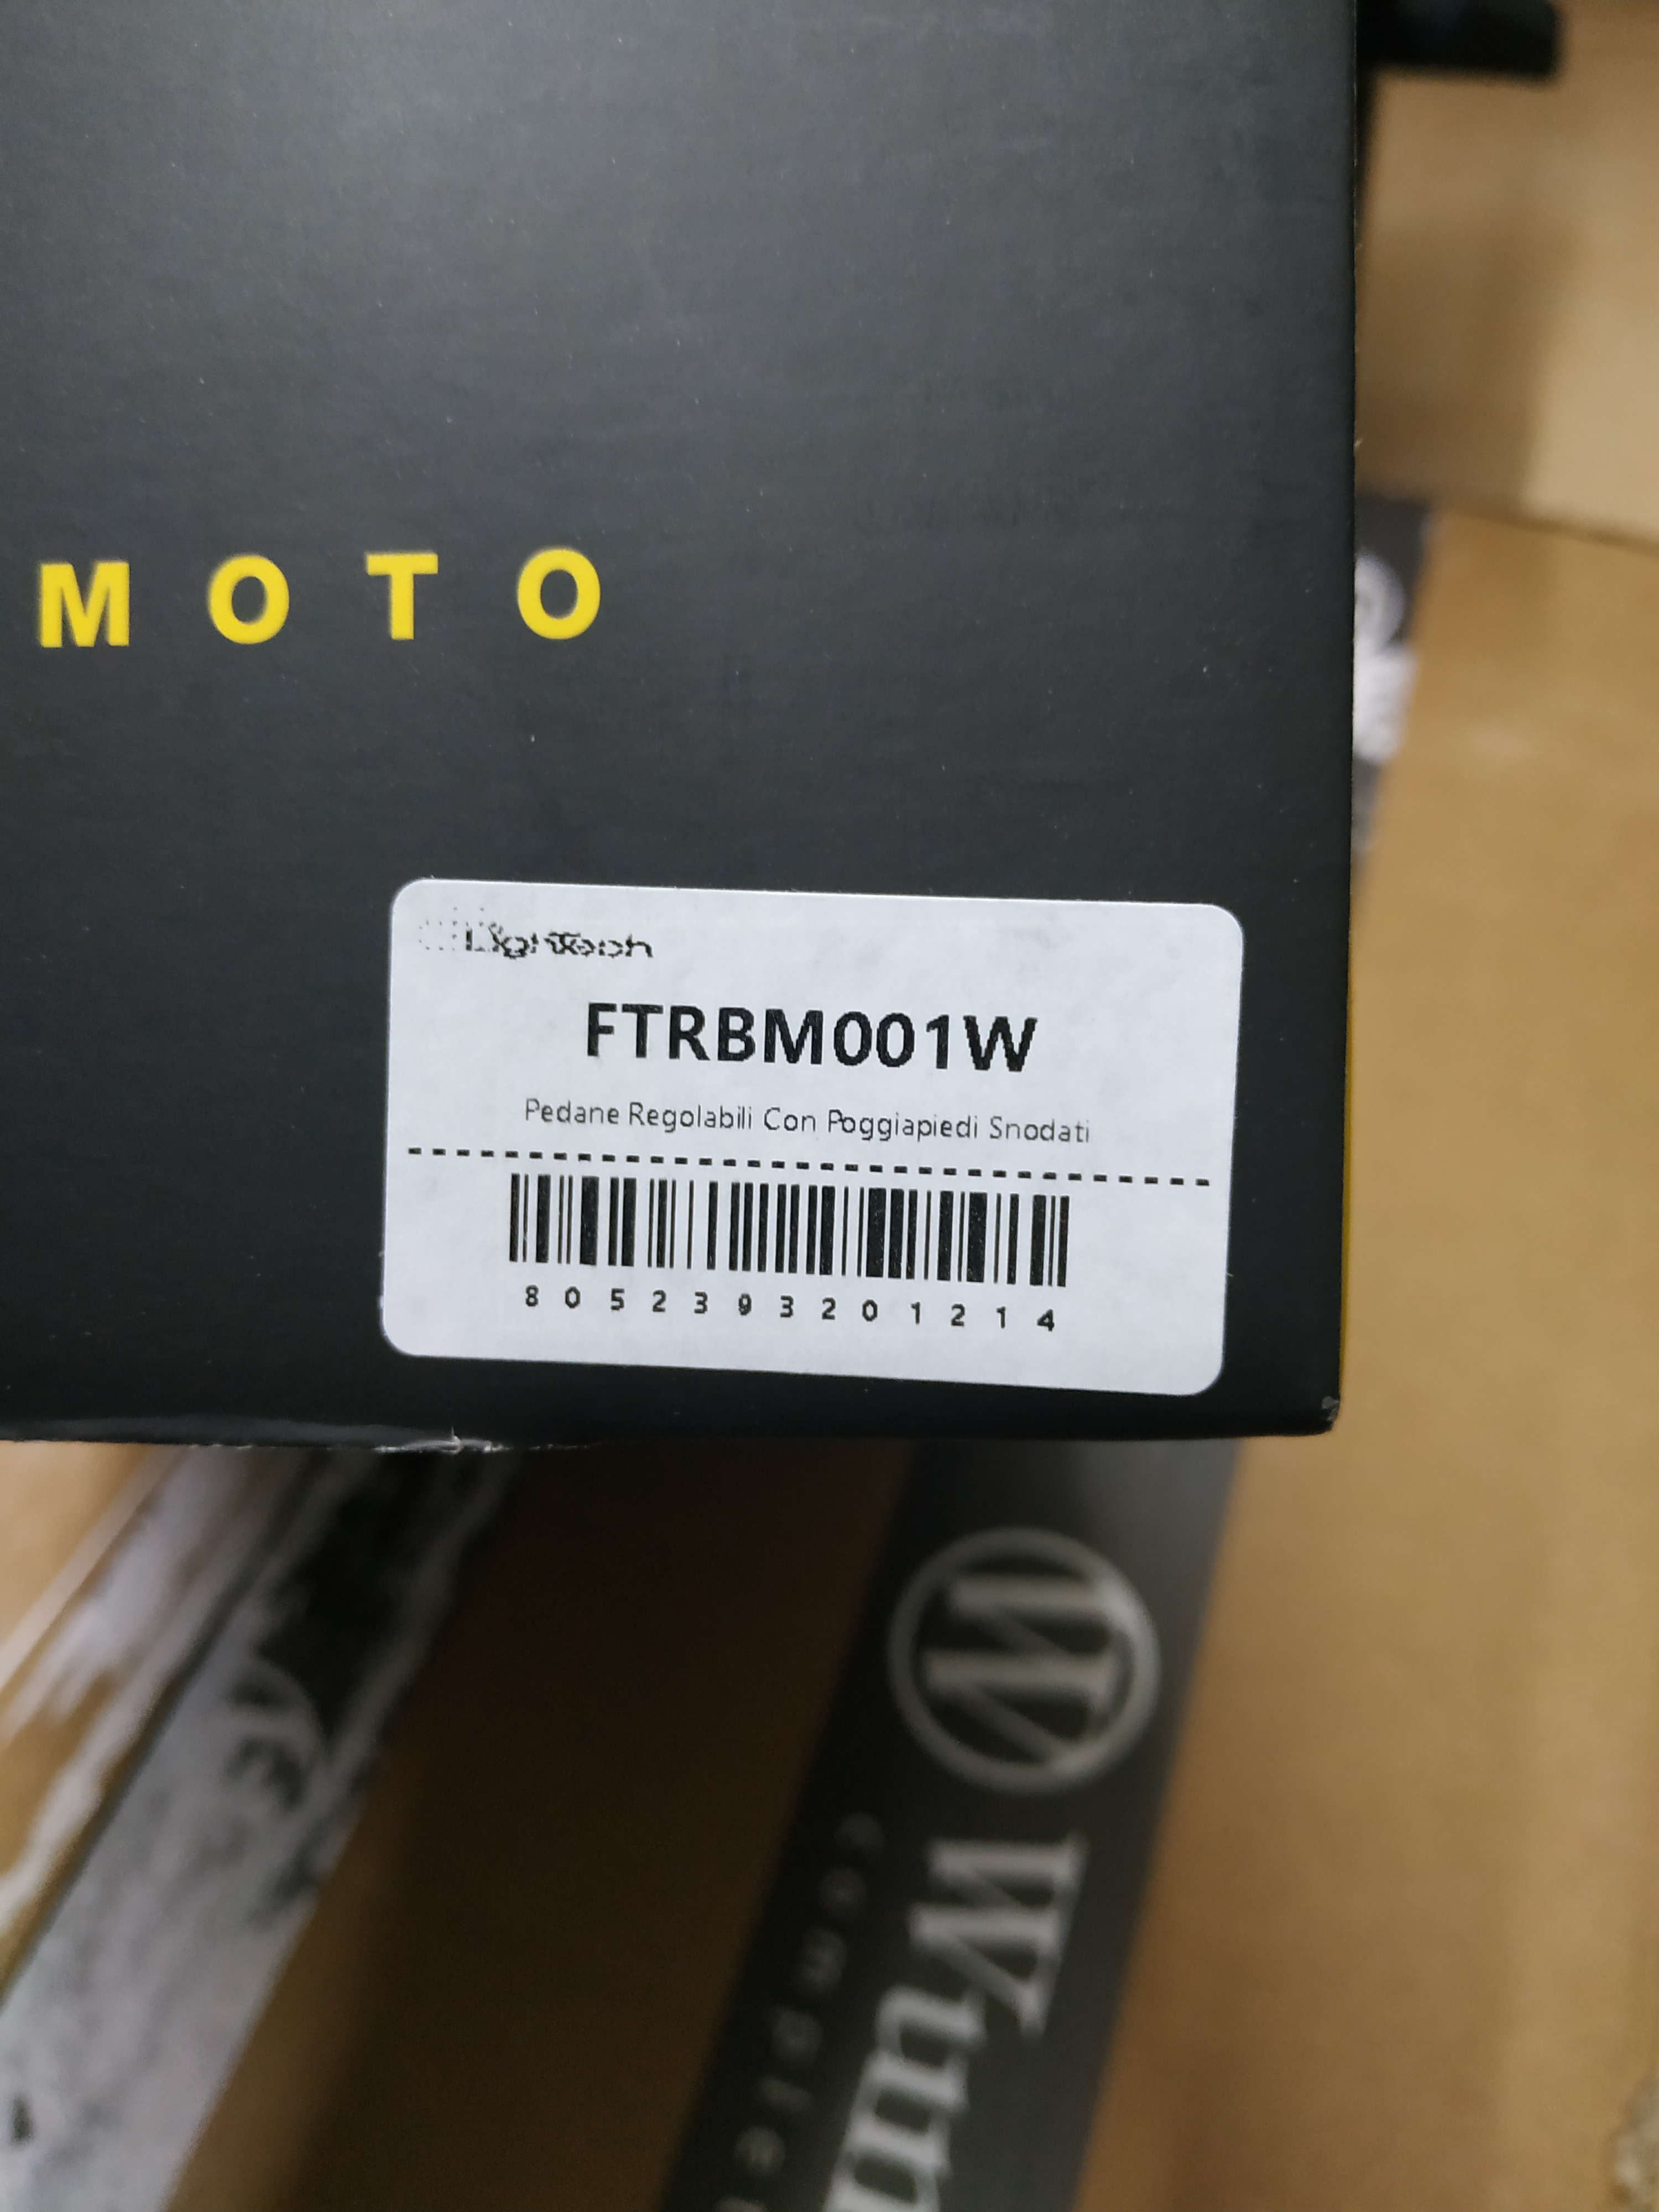 MOTO
LighTech
FTRBM001W
Pedane Regolabili Con Poggiapiedi Snodati
8052393201214
W